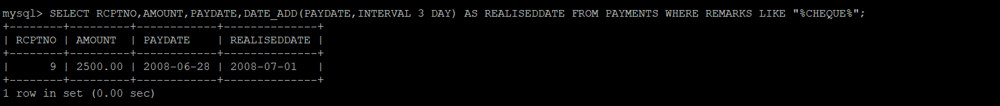 mysql> SELECT RCPTNO,AMOUNT,PAYDATE,DATE_ADD(PAYDATE,INTERVAL 3 DAY) AS REALISEDDATE FROM PAYMENTS WHERE REMARKS LIKE "%CHEQUE%";
+--------+---------+------------+--------------+
| RCPTNO | AMOUNT  | PAYDATE    | REALISEDDATE |
+--------+---------+------------+--------------+
|      9 | 2500.00 | 2008-06-28 | 2008-07-01   |
+--------+---------+------------+--------------+
1 row in set (0.00 sec)